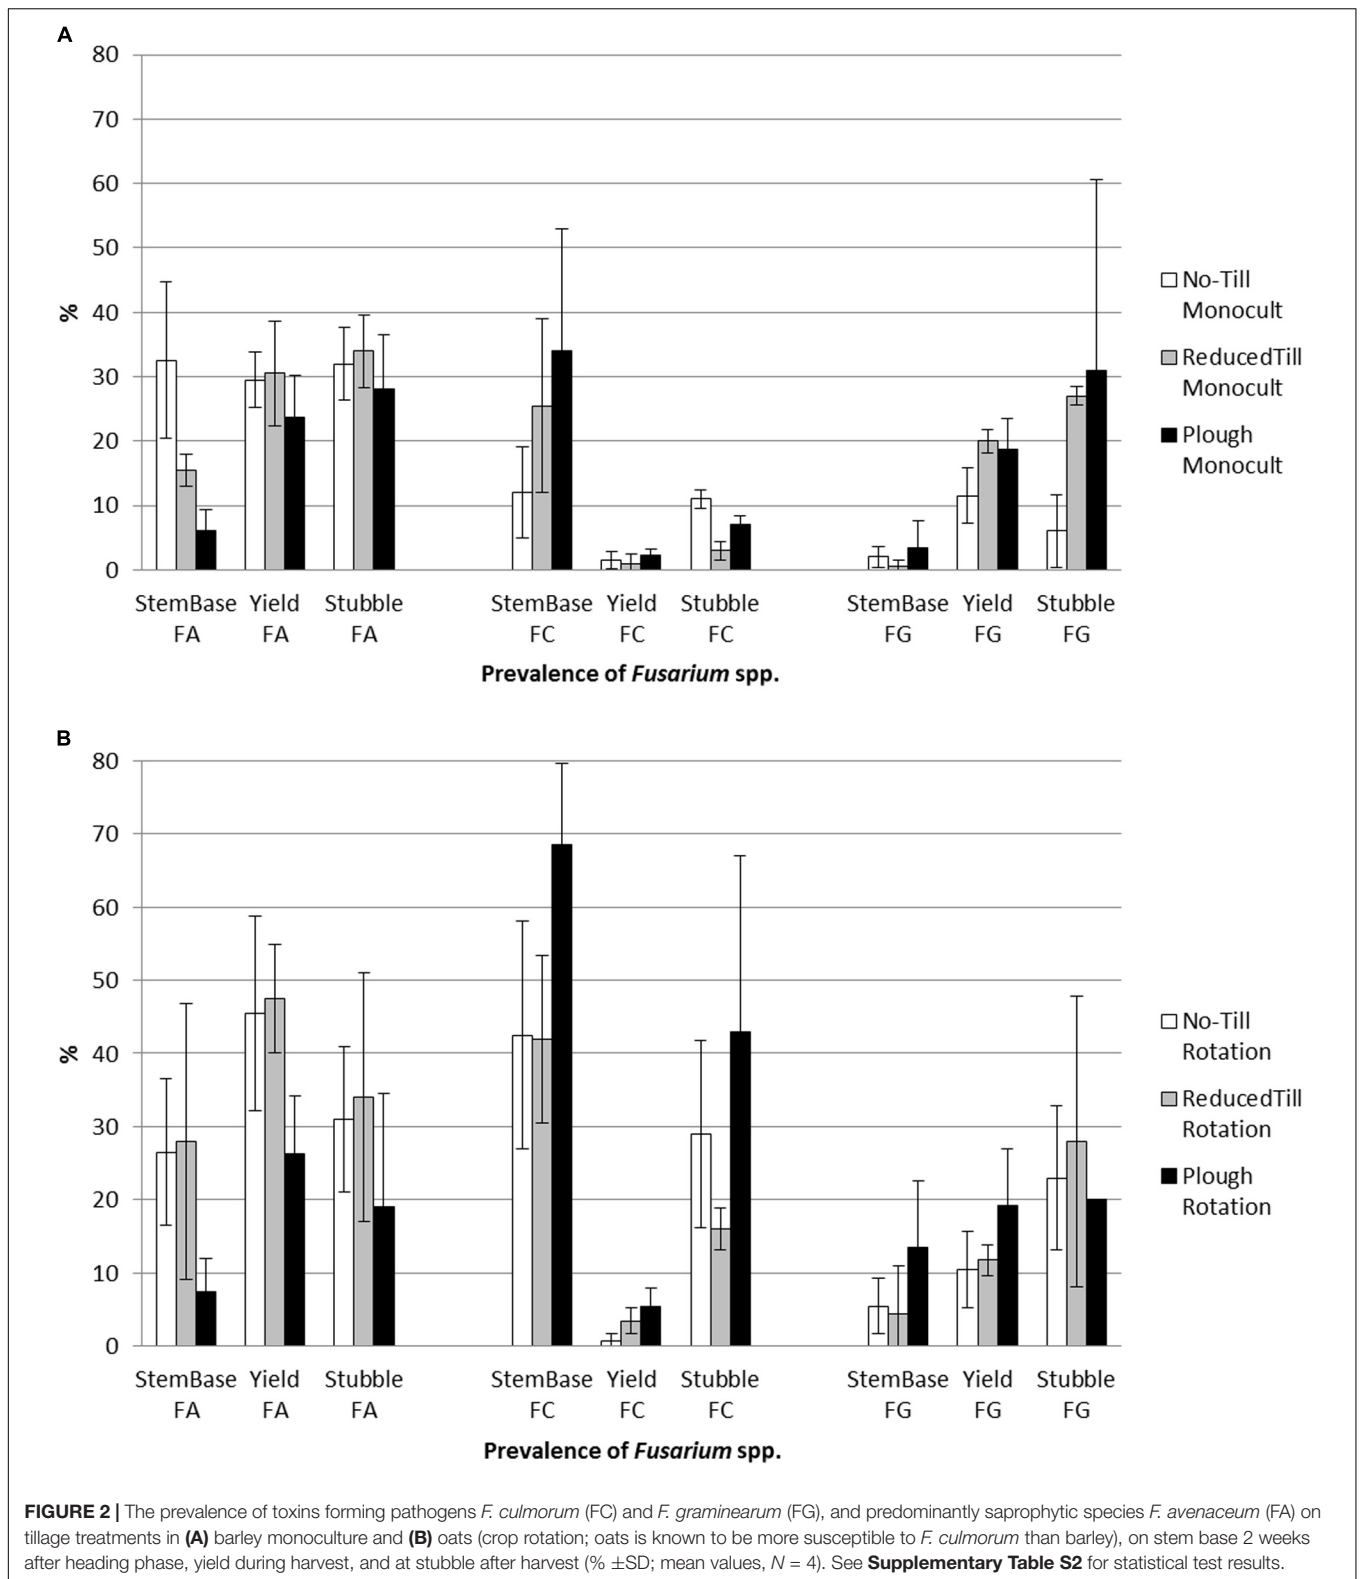 A
80
70
60
50
40
30
20
10
0
%
StemBase Yield Stubble StemBase Yield Stubble StemBase Yield Stubble
FA FA FA FC FC FC FG FG FG
Prevalence of Fusarium spp.
No-Till
Monocult
ReducedTill
Monocult
Plough
Monocult
B
80
70
60
50
40
30
20
10
0
%
StemBase Yield Stubble StemBase Yield Stubble StemBase Yield Stubble
FA FA FA FC FC FC FG FG FG
Prevalence of Fusarium spp.
No-Till
Rotation
ReducedTill
Rotation
Plough
Rotation
FIGURE 2 | The prevalence of toxins forming pathogens F. culmorum (FC) and F. graminearum (FG), and predominantly saprophytic species F. avenaceum (FA) on
tillage treatments in (A) barley monoculture and (B) oats (crop rotation; oats is known to be more susceptible to F. culmorum than barley), on stem base 2 weeks
after heading phase, yield during harvest, and at stubble after harvest (% ±SD; mean values, N = 4). See Supplementary Table S2 for statistical test results.